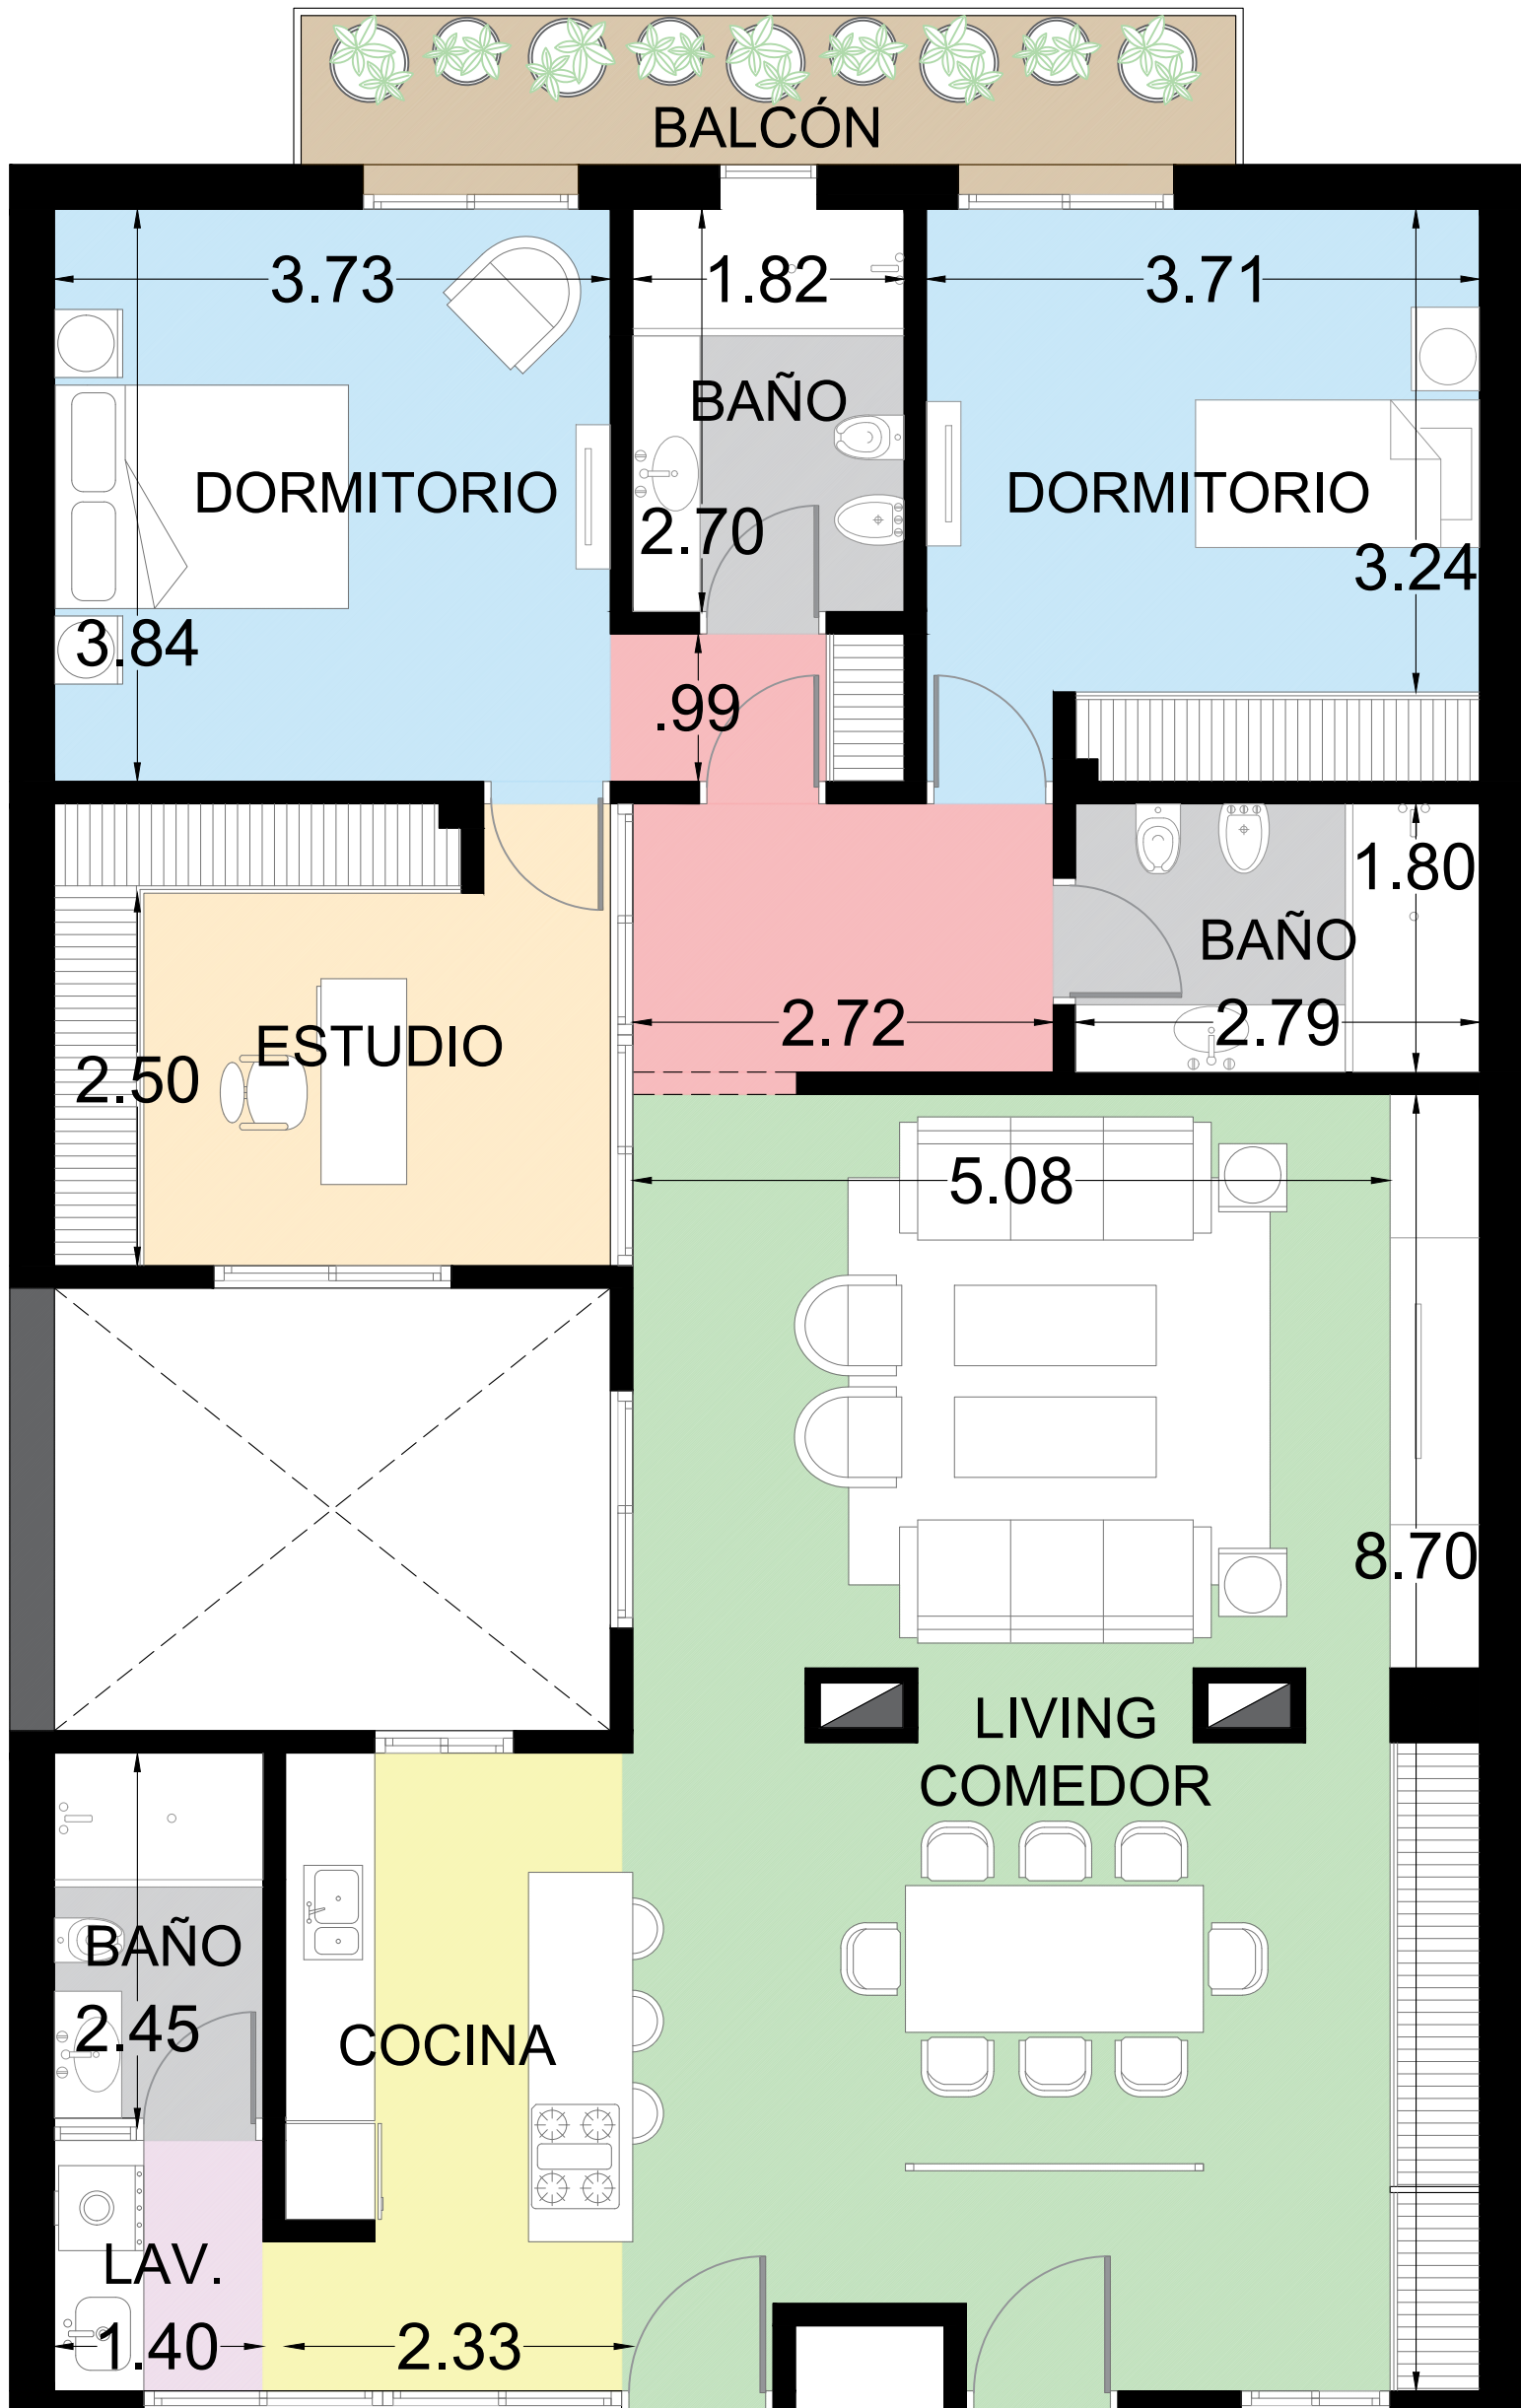 BALCÓN
3.73
1.82
3.71
BAÑO
DORMITORIO
DORMITORIO
2.70
3.24
3.84
.99
1.80
BAÑO
2.72
2.79
ESTUDIO
2.50
5.08
8.70
LIVING
COMEDOR
BAÑO
2.45
COCINA
LAV.
1.40
2.33